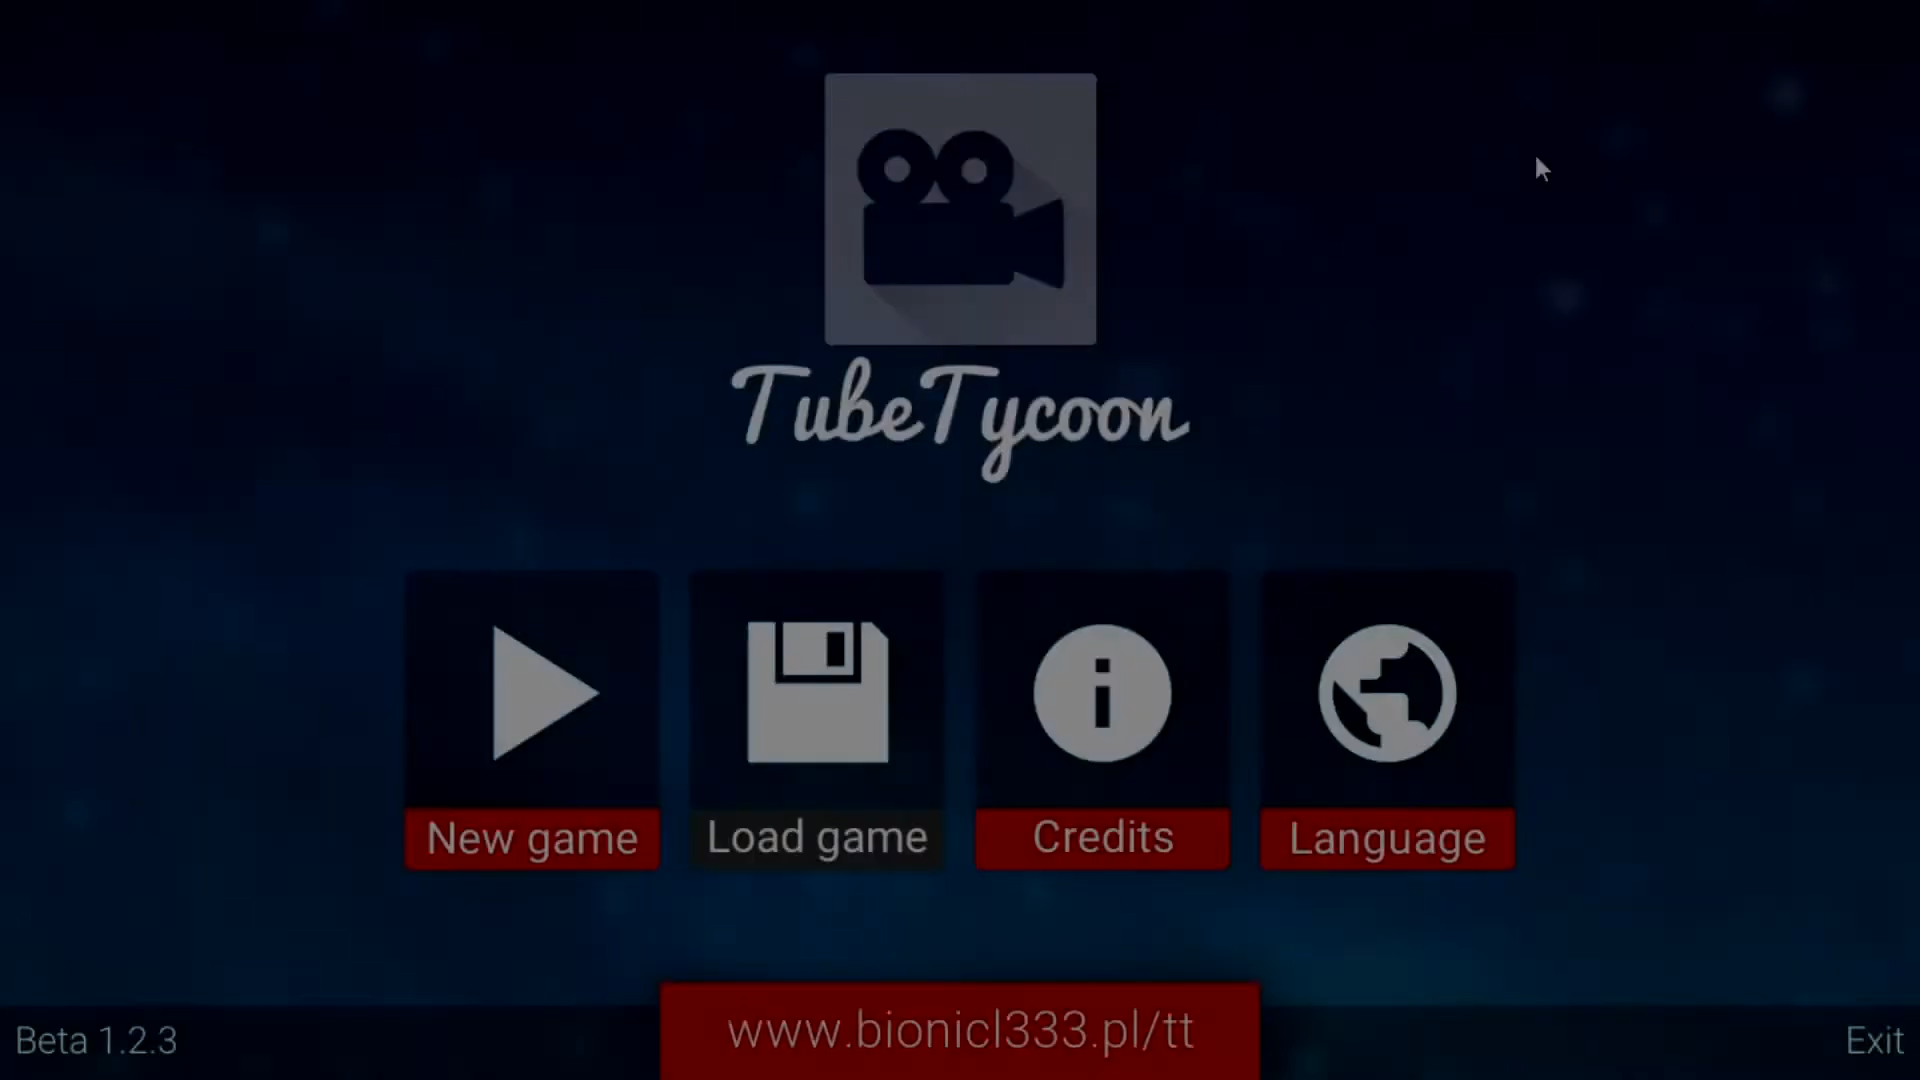 TubeTycoon
New game
Load game
Credits
Language
www.bionicl333.pl/tt
Beta 1.2.3
Exit